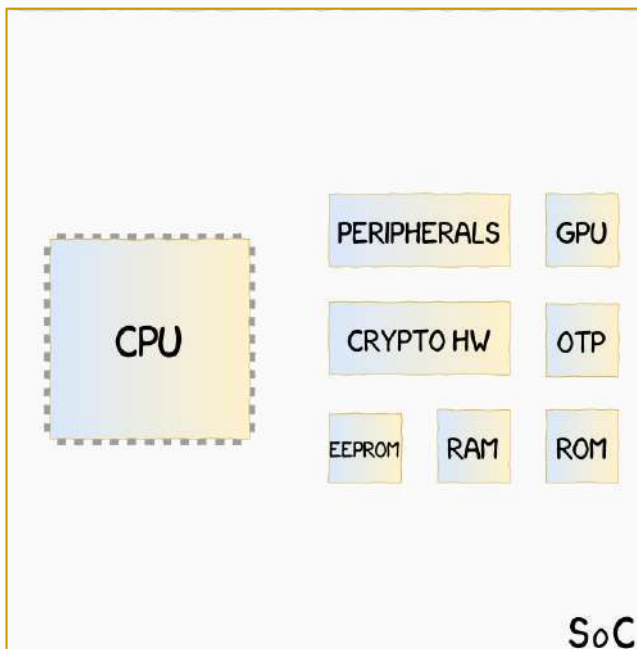 PERIPHERALS GPU
CPU
CRYPTO HW OTP
EEPROM RAM ROM
SoC